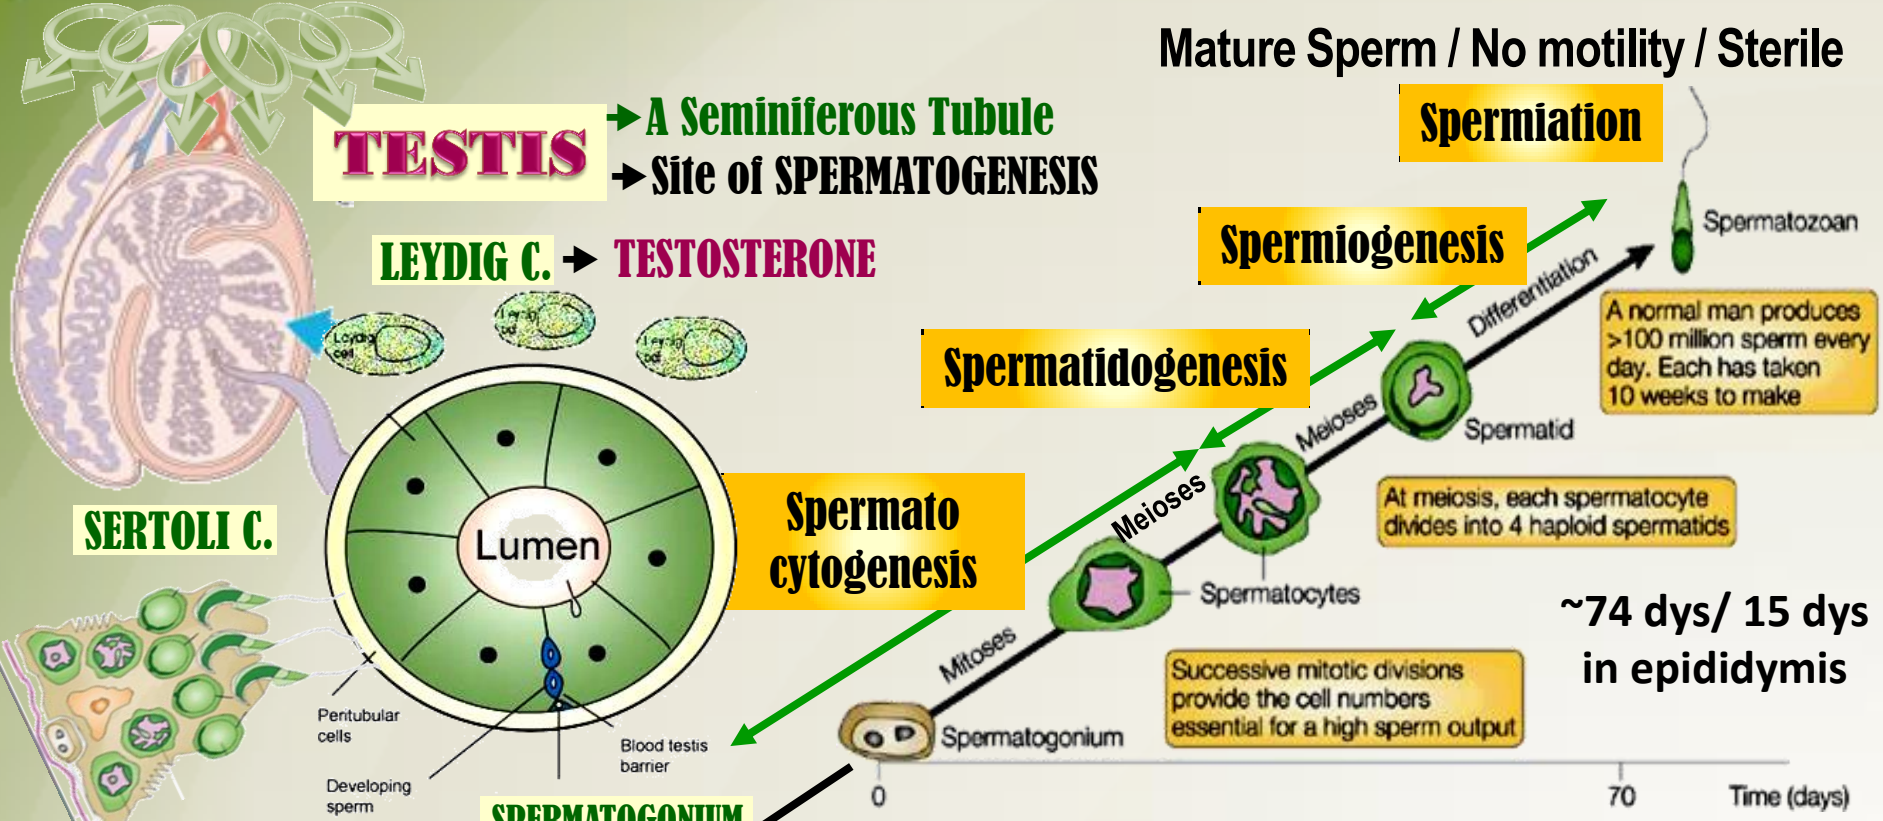 Mature Sperm / No motility / Sterile
TESTIS
A Seminiferous Tubule
Site of SPERMATOGENESIS
LEYDIG C.
TESTOSTERONE
Leydig
cell
Spermiation
Spermatozoan
Spermiogenesis
Differentiation
A normal man produces
>100 million sperm every
day. Each has taken
10 weeks to make
Spermatidogenesis
Meioses
Spermatid
SERTOLI C.
Lumen
Spermato
cytogenesis
Meioses
At meiosis, each spermatocyte
divides into 4 haploid spermatids
Spermatocytes
~74 dys/ 15 dys
in epididymis
Mitoses
Successive mitotic divisions
provide the cell numbers
essential for a high sperm output
Spermatogonium
Peritubular
cells
Blood testis
barrier
Developing
sperm
SPERMATOGONIUM
0
70
Time (days)